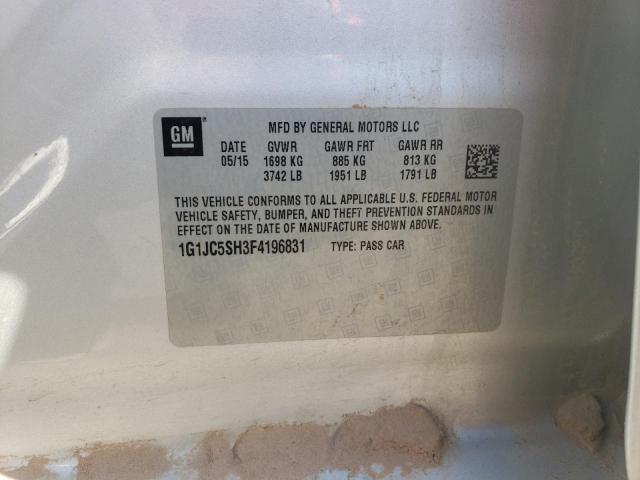 GM
MFD BY GENERAL MOTORS LLC
DATE GVWR GAWR FRT GAWR RR
05/15 1698 KG 885 KG 813 KG
3742 LB 1951 LB 1791 LB
THIS VEHICLE CONFORMS TO ALL APPLICABLE U.S. FEDERAL MOTOR
VEHICLE SAFETY, BUMPER, AND THEFT PREVENTION STANDARDS IN
EFFECT ON THE DATE OF MANUFACTURE SHOWN ABOVE.
1G1JC5SH3F4196831 TYPE: PASS CAR